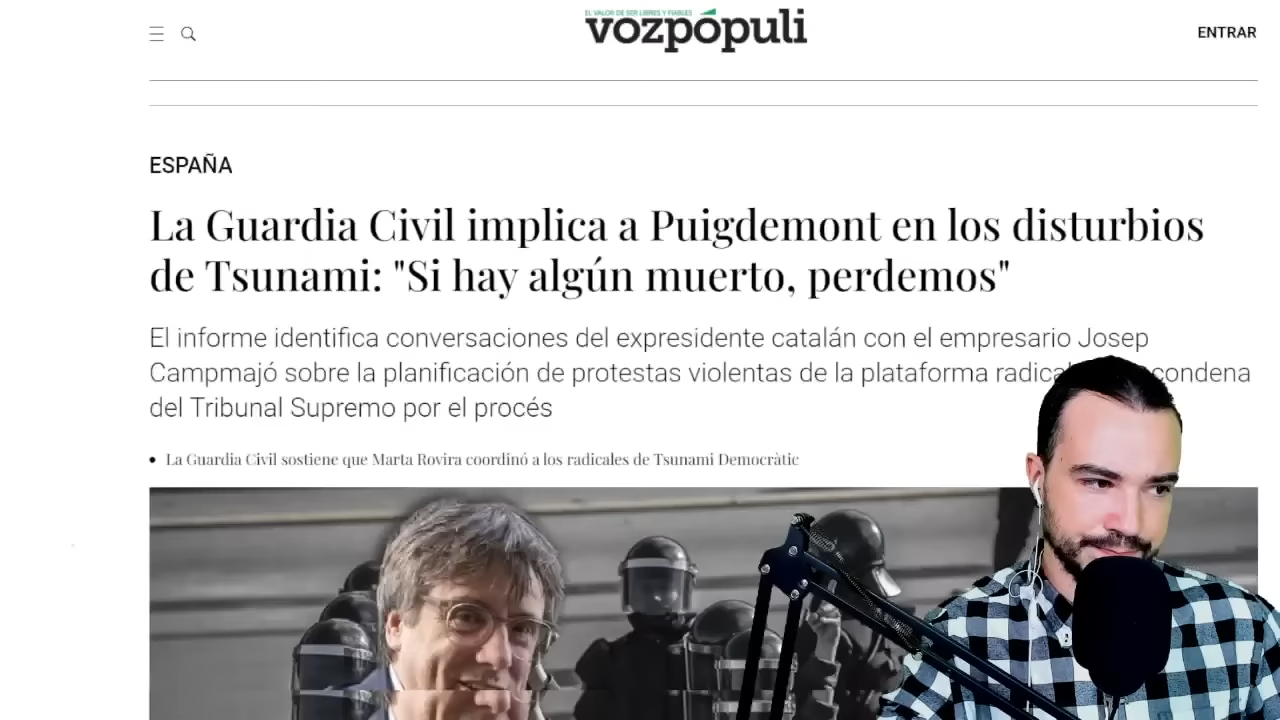 EL VALOR DE SER LIBRES Y FIABLES
vozpópuli
ENTRAR
ESPAÑA
La Guardia Civil implica a Puigdemont en los disturbios
de Tsunami: "Si hay algún muerto, perdemos"
El informe identifica conversaciones del expresidente catalán con el empresario Josep
Campmajó sobre la planificación de protestas violentas de la plataforma radical condena
del Tribunal Supremo por el procés
• La Guardia Civil sostiene que Marta Rovira coordinó a los radicales de Tsunami Democràtic